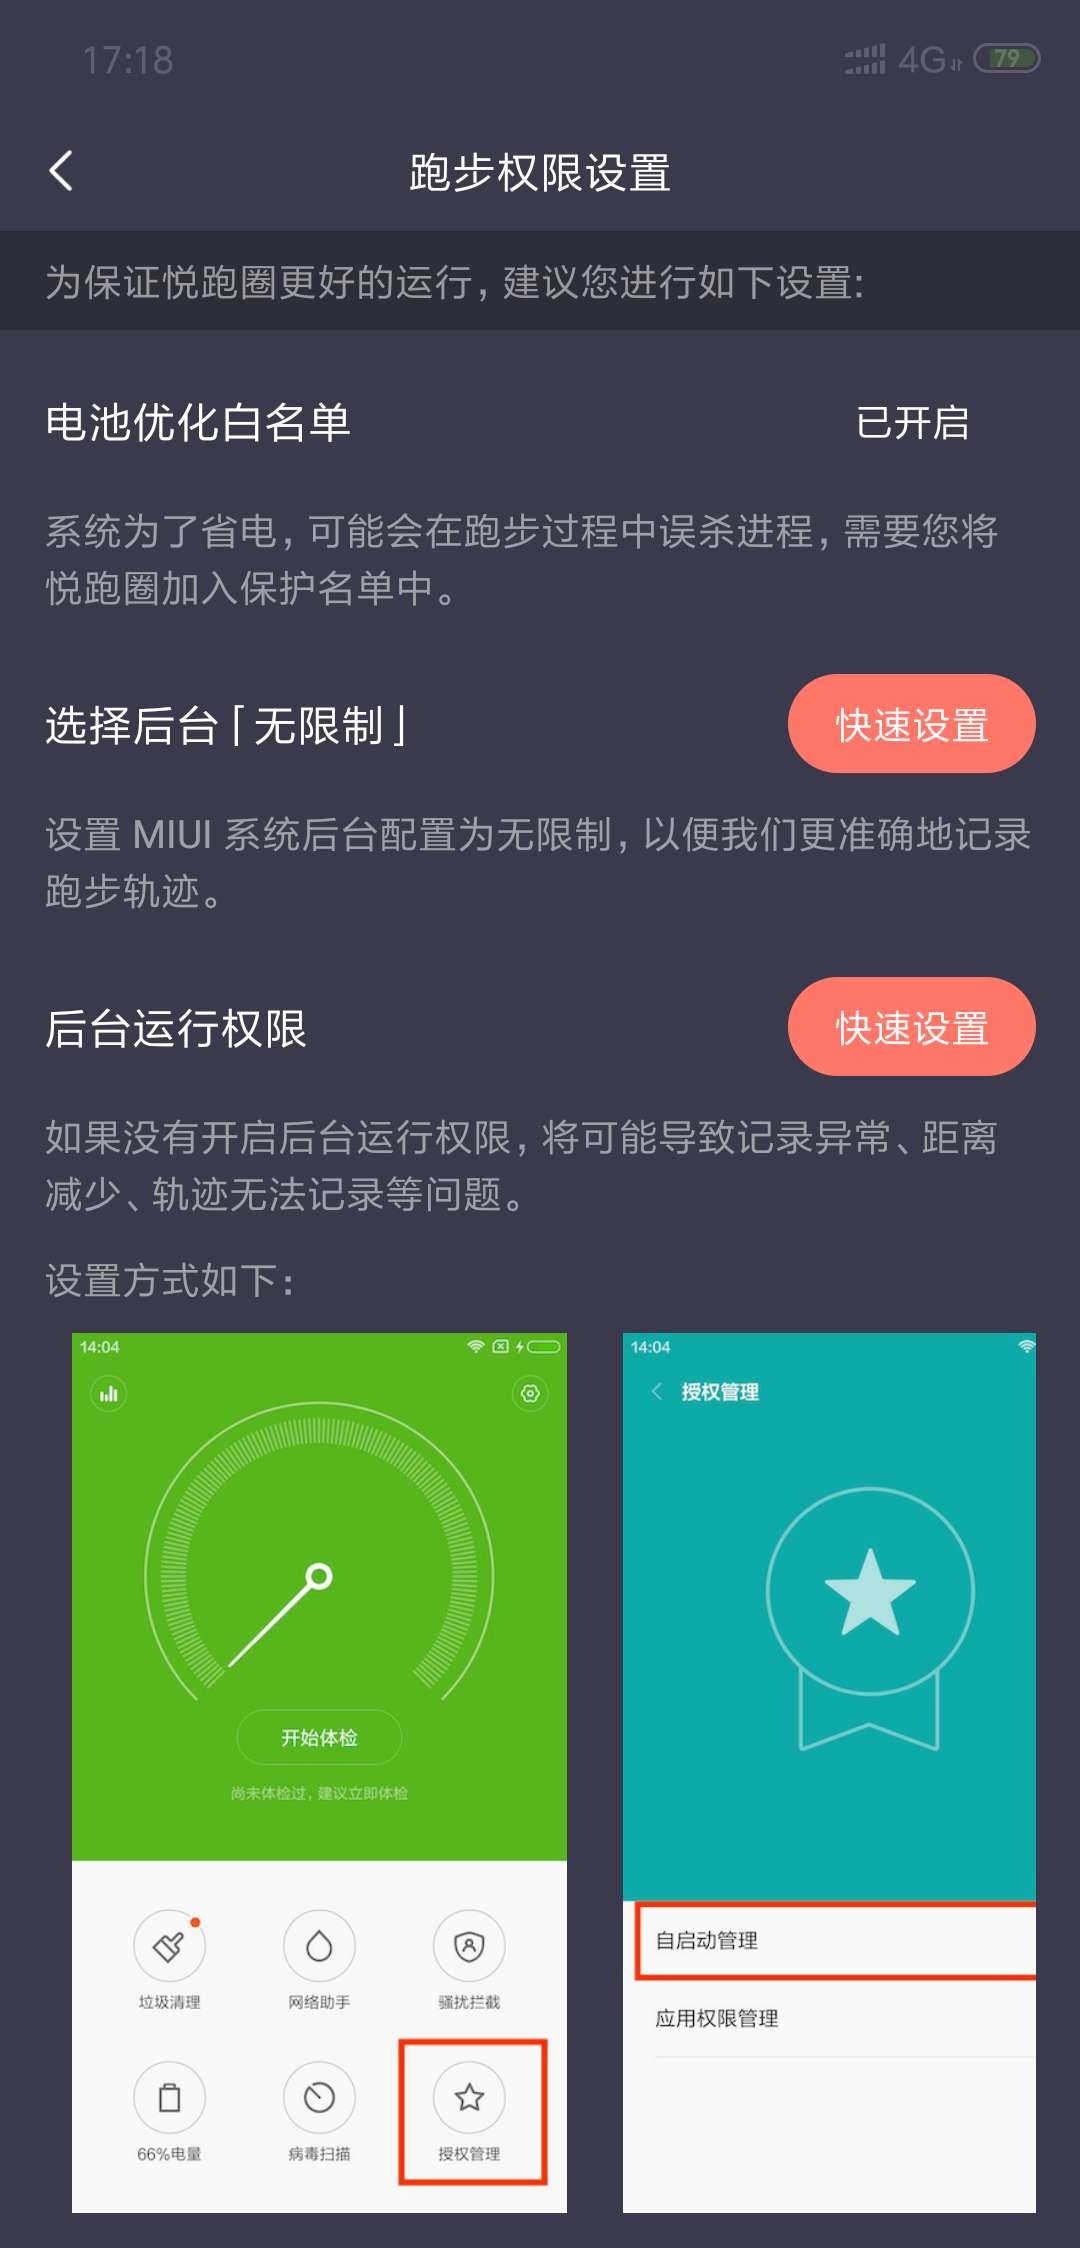 17:18
4G
79
跑步权限设置
为保证悦跑圈更好的运行，建议您进行如下设置：
电池优化白名单
已开启
系统为了省电，可能会在跑步过程中误杀进程，需要您将
悦跑圈加入保护名单中。
选择后台「无限制」
快速设置
设置 MIUI 系统后台配置为无限制，以便我们更准确地记录
跑步轨迹。
后台运行权限
快速设置
如果没有开启后台运行权限，将可能导致记录异常、距离
减少、轨迹无法记录等问题。
设置方式如下：
14:04
开始体检
尚未体检过，建议立即体检
垃圾清理
网络助手
骚扰拦截
66%电量
病毒扫描
授权管理
14:04
授权管理
自启动管理
应用权限管理